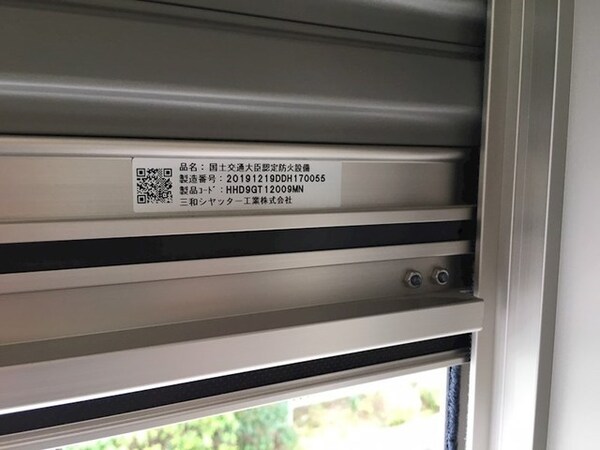 品名：国土交通大臣認定防火設備
製造番号：20191219DDH170055
製品ｺｰﾄﾞ：HHD9GT12009MN
三和シヤッター工業株式会社